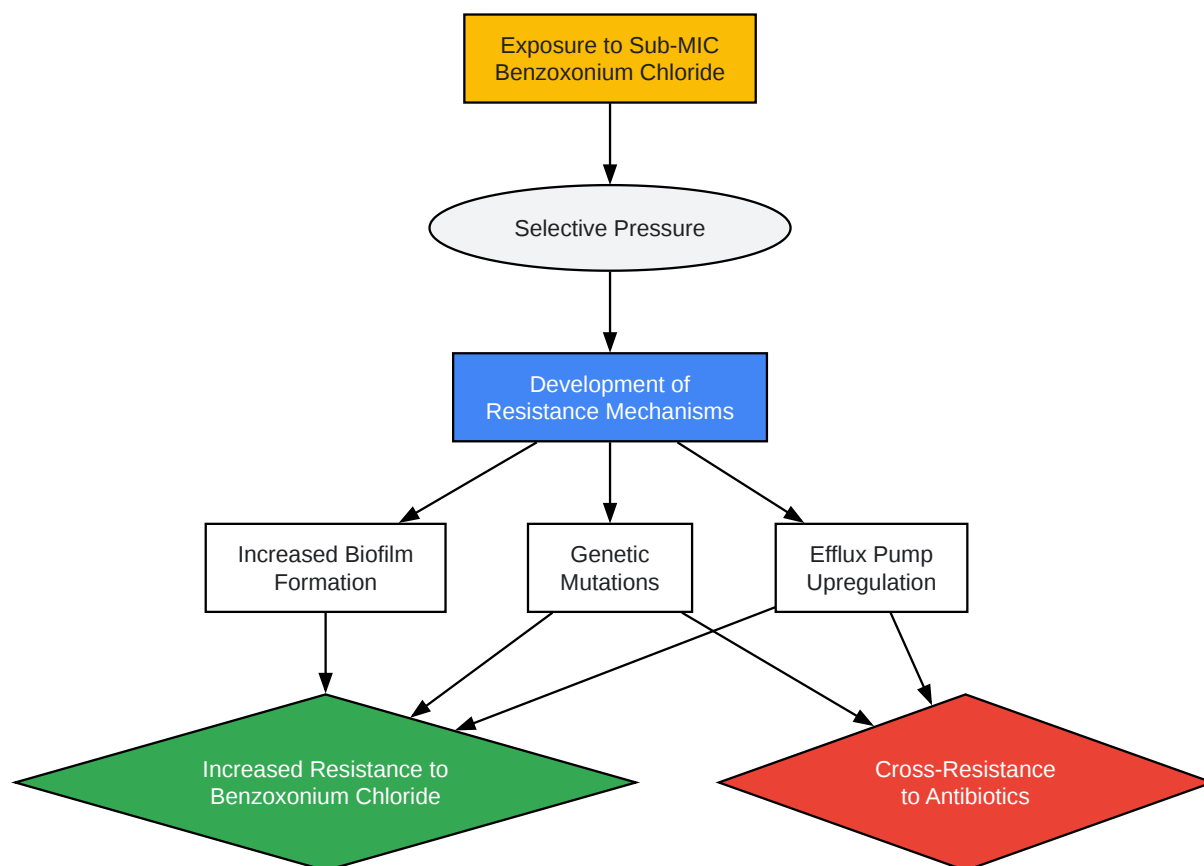 Exposure to Sub-MIC
Benzoxonium Chloride
Selective Pressure
Development of
Resistance Mechanisms
Increased Biofilm
Formation
Genetic
Mutations
Efflux Pump
Upregulation
Increased Resistance to
Benzoxonium Chloride
Cross-Resistance
to Antibiotics